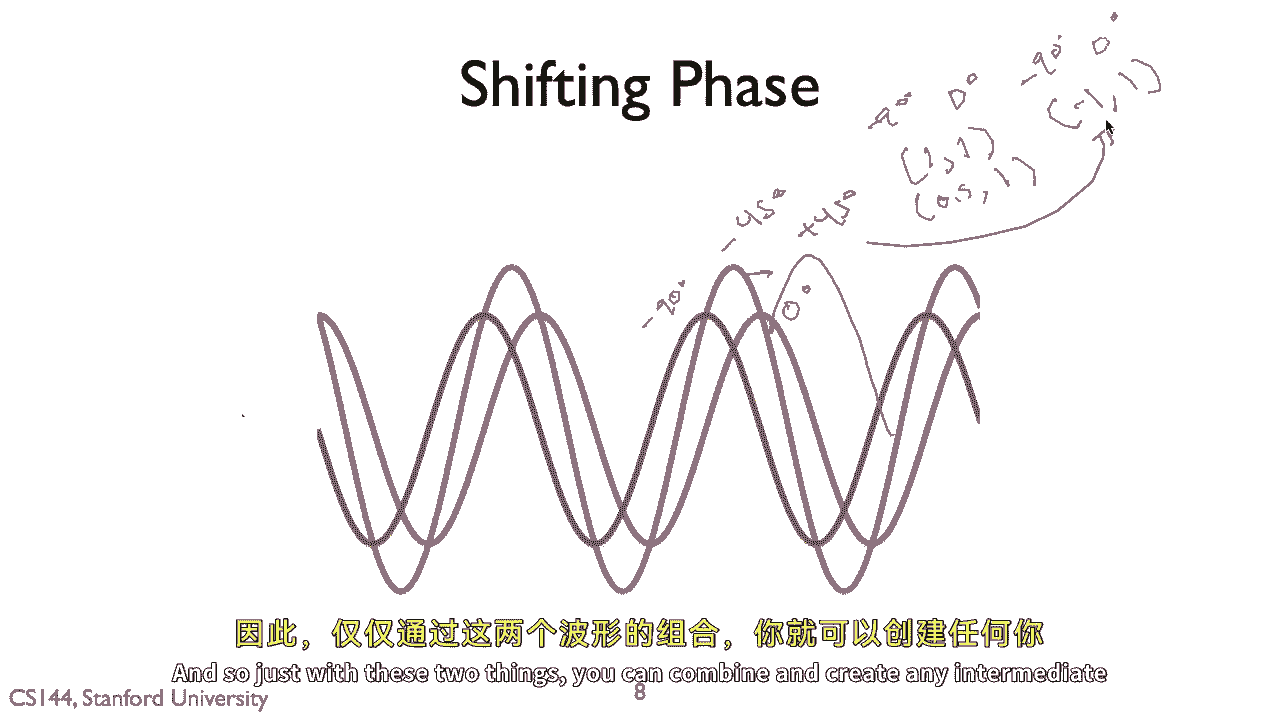 Shifting Phase
-90° 0°
-90° 0°
(-1, 1)
(1, 1)
(0.5, 1)
-45° +45°
-90° 0°
因此，仅仅通过这两个波形的组合，你就可以创建任何你
And so just with these two things, you can combine and create any intermediate
CS144, Stanford University
8